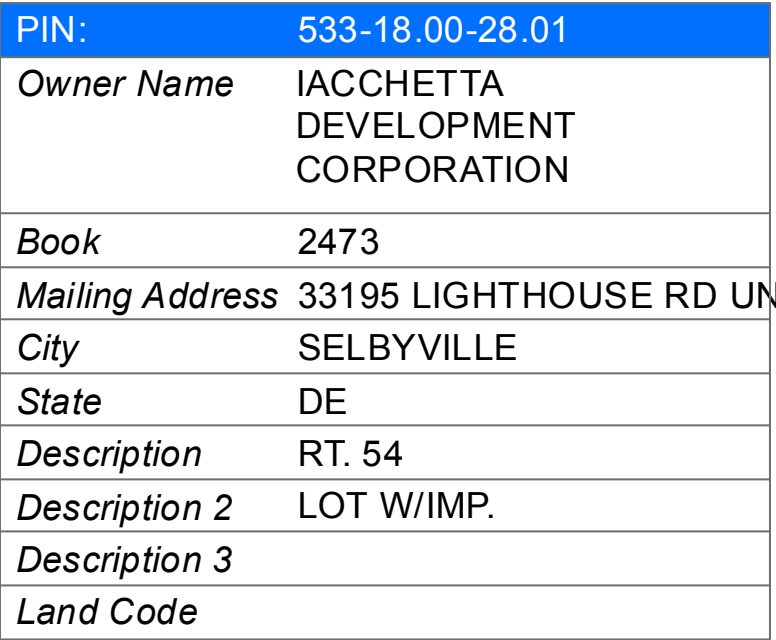 PIN: 533-18.00-28.01
Owner Name IACCHETTA
DEVELOPMENT
CORPORATION
Book 2473
Mailing Address 33195 LIGHTHOUSE RD UN
City SELBYVILLE
State DE
Description RT. 54
Description 2 LOT W/IMP.
Description 3
Land Code